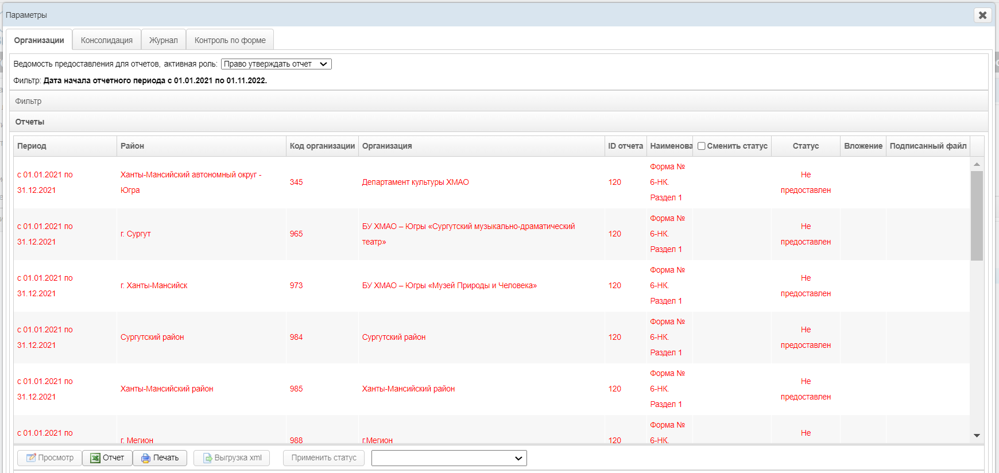 Параметры
Организации Консолидация Журнал Контроль по форме
Ведомость предоставления для отчетов, активная роль: Право утверждать отчет
Фильтр: Дата начала отчетного периода с 01.01.2021 по 01.11.2022.
Фильтр
Отчеты
Период Район Код организации Организация ID отчета Наименова Сменить статус Статус Вложение Подписанный файл
с 01.01.2021 по
31.12.2021
Ханты-Мансийский автономный округ -
Югра
345
Департамент культуры ХМАО
120
Форма №
6-НК.
Раздел 1
Не
предоставлен
с 01.01.2021 по
31.12.2021
г. Сургут
965
БУ ХМАО – Югры «Сургутский музыкально-драматический
театр»
120
Форма №
6-НК.
Раздел 1
Не
предоставлен
с 01.01.2021 по
31.12.2021
г. Ханты-Мансийск
973
БУ ХМАО – Югры «Музей Природы и Человека»
120
Форма №
6-НК.
Раздел 1
Не
предоставлен
с 01.01.2021 по
31.12.2021
Сургутский район
984
Сургутский район
120
Форма №
6-НК.
Раздел 1
Не
предоставлен
с 01.01.2021 по
31.12.2021
Ханты-Мансийский район
985
Ханты-Мансийский район
120
Форма №
6-НК.
Раздел 1
Не
предоставлен
с 01.01.2021 по
г. Мегион
988
г.Мегион
120
Форма №
6-НК.
Не
Просмотр Отчет Печать Выгрузка xml Применить статус